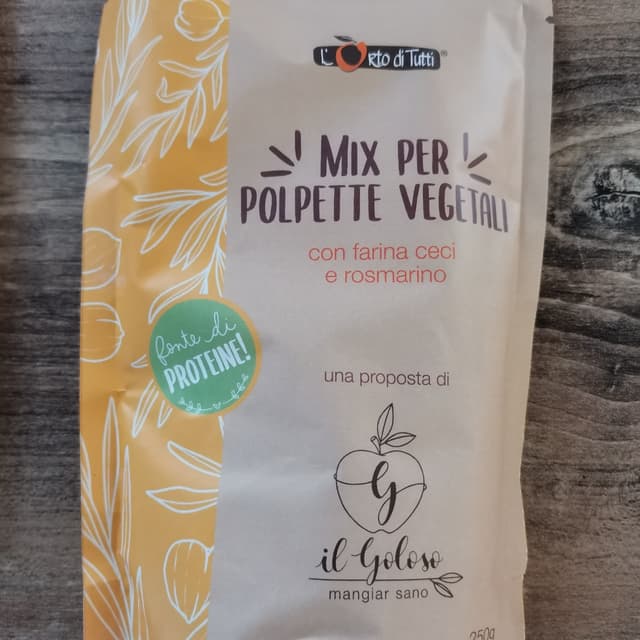 L'Orto di Tutti®
MIX PER
POLPETTE VEGETALI
con farina ceci
e rosmarino
fonte di
PROTEINE!
una proposta di
G
il Goloso
mangiar sano
250g